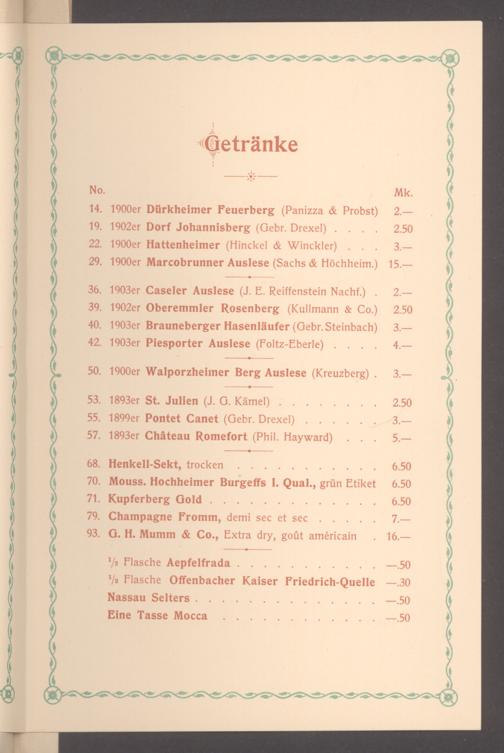 Getränke
No. Mk.
14. 1900er Dürkheimer Feuerberg (Panizza & Probst) 2.—
19. 1902er Dorf Johannisberg (Gebr. Drexel) . . . . 2.50
22. 1900er Hattenheimer (Hinckel & Winckler) . . . 3.—
29. 1900er Marcobrunner Auslese (Sachs & Höchheim.) 15.—
36. 1903er Caseler Auslese (J. E. Reiffenstein Nachf.) . 2.—
39. 1902er Oberemmler Rosenberg (Kullmann & Co.) 2.50
40. 1903er Brauneberger Hasenläufer (Gebr. Steinbach) 3.—
42. 1903er Piesporter Auslese (Foltz-Eberle) . . . . 4.—
50. 1900er Walporzheimer Berg Auslese (Kreuzberg) . 3.—
53. 1893er St. Julien (J. G. Kämel) . . . . . . . . 2.50
55. 1899er Pontet Canet (Gebr. Drexel) . . . . . . 3.—
57. 1893er Château Romefort (Phil. Hayward) . . . 5.—
68. Henkell-Sekt, trocken . . . . . . . . . . . 6.50
70. Mouss. Hochheimer Burgeffs I. Qual., grün Etiket 6.50
71. Kupferberg Gold . . . . . . . . . . . . . 6.50
79. Champagne Fromm, demi sec et sec . . . . . 7.—
93. G. H. Mumm & Co., Extra dry, goût américain . 16.—
1/2 Flasche Aepfelfrada . . . . . . . . . . . . —.50
1/2 Flasche Offenbacher Kaiser Friedrich-Quelle —.30
Nassau Selters . . . . . . . . . . . . . . . —.50
Eine Tasse Mocca . . . . . . . . . . . . . —.50